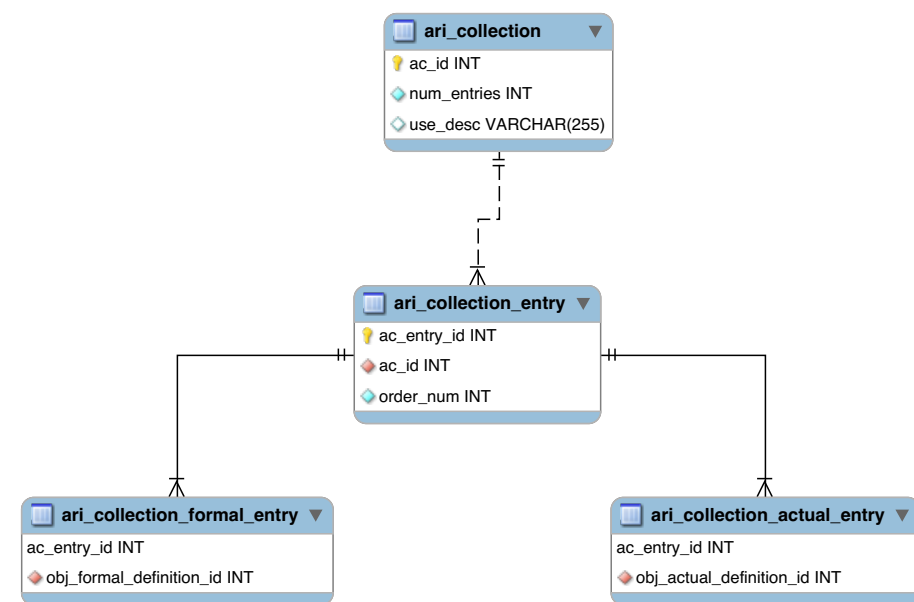 ari_collection
ac_id INT
num_entries INT
use_desc VARCHAR(255)
ari_collection_entry
ac_entry_id INT
ac_id INT
order_num INT
ari_collection_formal_entry
ac_entry_id INT
obj_formal_definition_id INT
ari_collection_actual_entry
ac_entry_id INT
obj_actual_definition_id INT